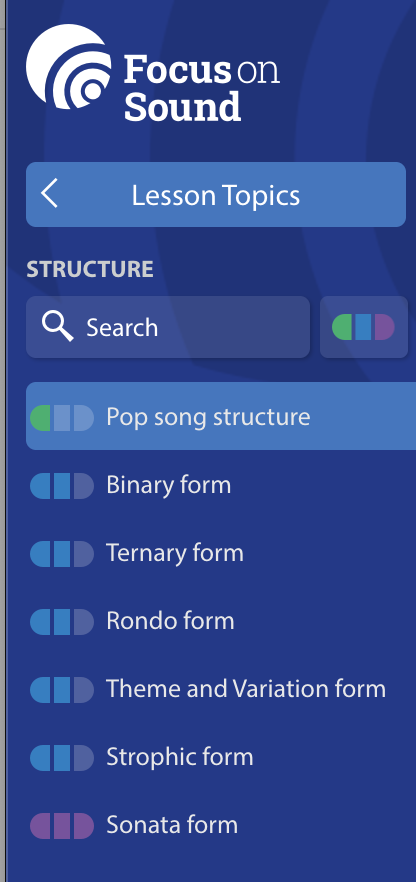 Focus on
Sound
Lesson Topics
STRUCTURE
Search
Pop song structure
Binary form
Ternary form
Rondo form
Theme and Variation form
Strophic form
Sonata form